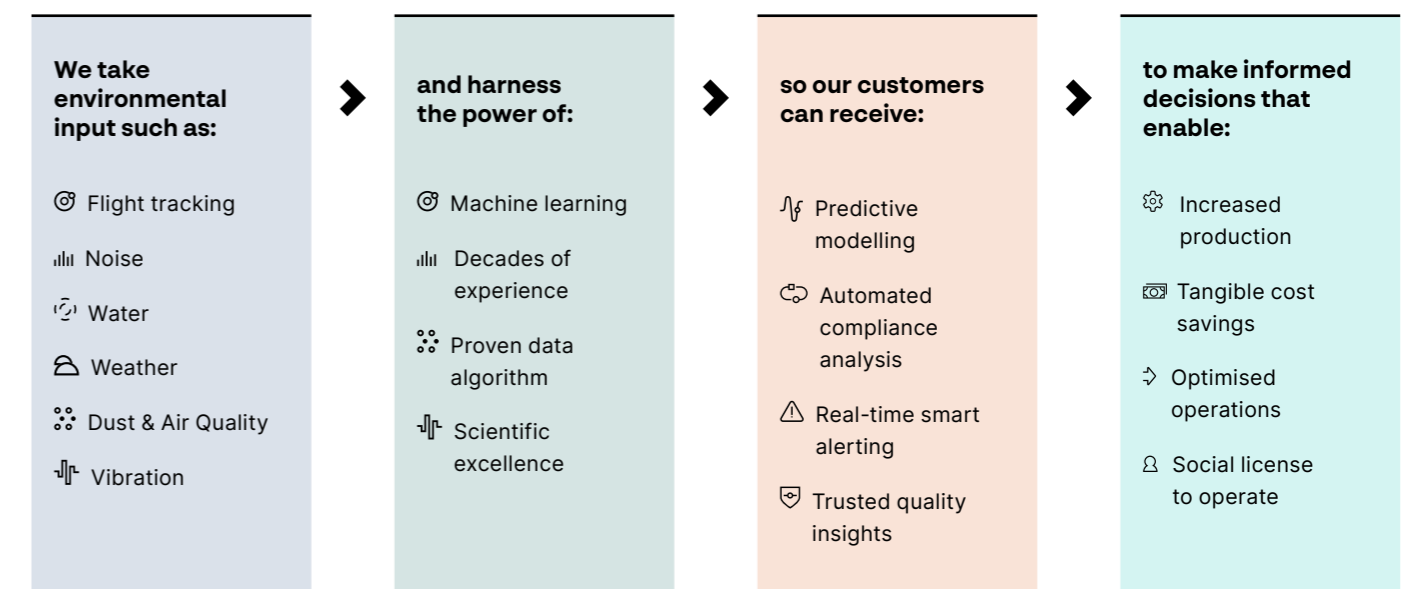 We take
environmental
input such as:
Flight tracking
Noise
Water
Weather
Dust & Air Quality
Vibration
and harness
the power of:
Machine learning
Decades of
experience
Proven data
algorithm
Scientific
excellence
so our customers
can receive:
Predictive
modelling
Automated
compliance
analysis
Real-time smart
alerting
Trusted quality
insights
to make informed
decisions that
enable:
Increased
production
Tangible cost
savings
Optimised
operations
Social license
to operate